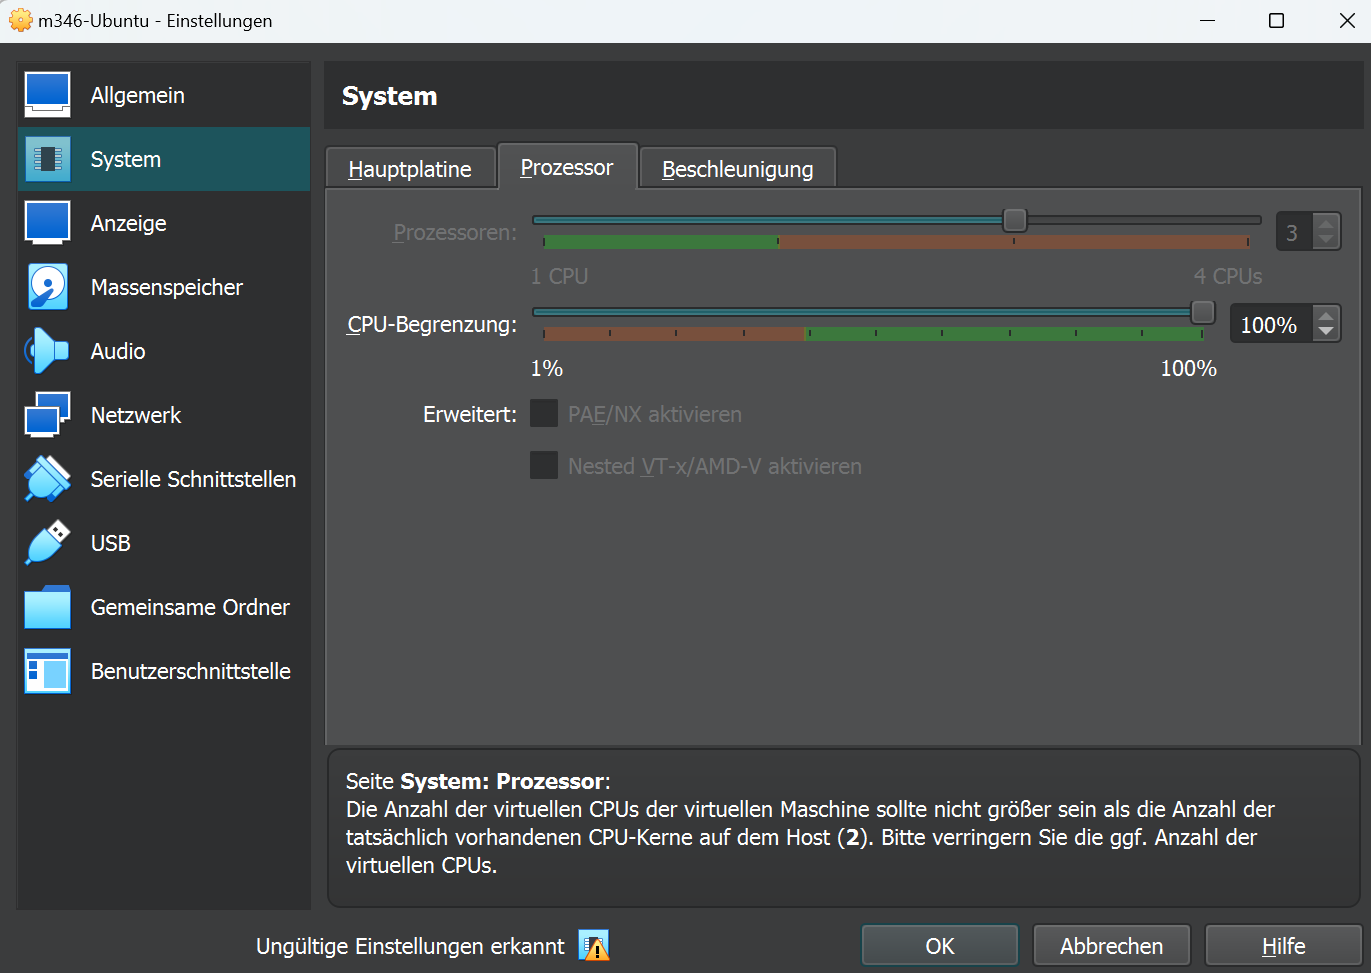 m346-Ubuntu - Einstellungen
Allgemein
System
Anzeige
Massenspeicher
Audio
Netzwerk
Serielle Schnittstellen
USB
Gemeinsame Ordner
Benutzerschnittstelle
System
Hauptplatine
Prozessor
Beschleunigung
Prozessoren:
3
1 CPU
4 CPUs
CPU-Begrenzung:
100%
1%
100%
Erweitert:
PAE/NX aktivieren
Nested VT-x/AMD-V aktivieren
Seite System: Prozessor:
Die Anzahl der virtuellen CPUs der virtuellen Maschine sollte nicht größer sein als die Anzahl der
tatsächlich vorhandenen CPU-Kerne auf dem Host (2). Bitte verringern Sie die ggf. Anzahl der
virtuellen CPUs.
Ungültige Einstellungen erkannt
OK
Abbrechen
Hilfe